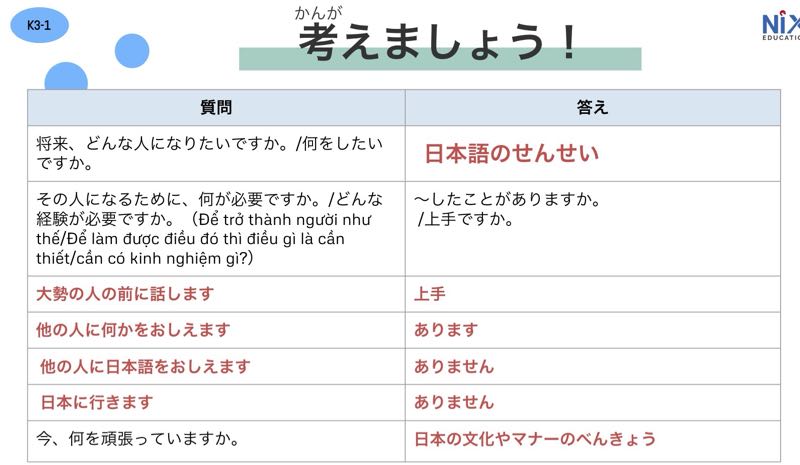 K3-1
かんが
考えましょう！
NiX
EDUCATIO
質問
答え
将来、どんな人になりたいですか。/何をしたい
ですか。
日本語のせんせい
その人になるために、何が必要ですか。/どんな
経験が必要ですか。（Để trở thành người như
thế/Để làm được điều đó thì điều gì là cần
thiết/cần có kinh nghiệm gì?）
〜したことがありますか。
/上手ですか。
大勢の人の前に話します
上手
他の人に何かをおしえます
あります
他の人に日本語をおしえます
ありません
日本に行きます
ありません
今、何を頑張っていますか。
日本の文化やマナーのべんきょう